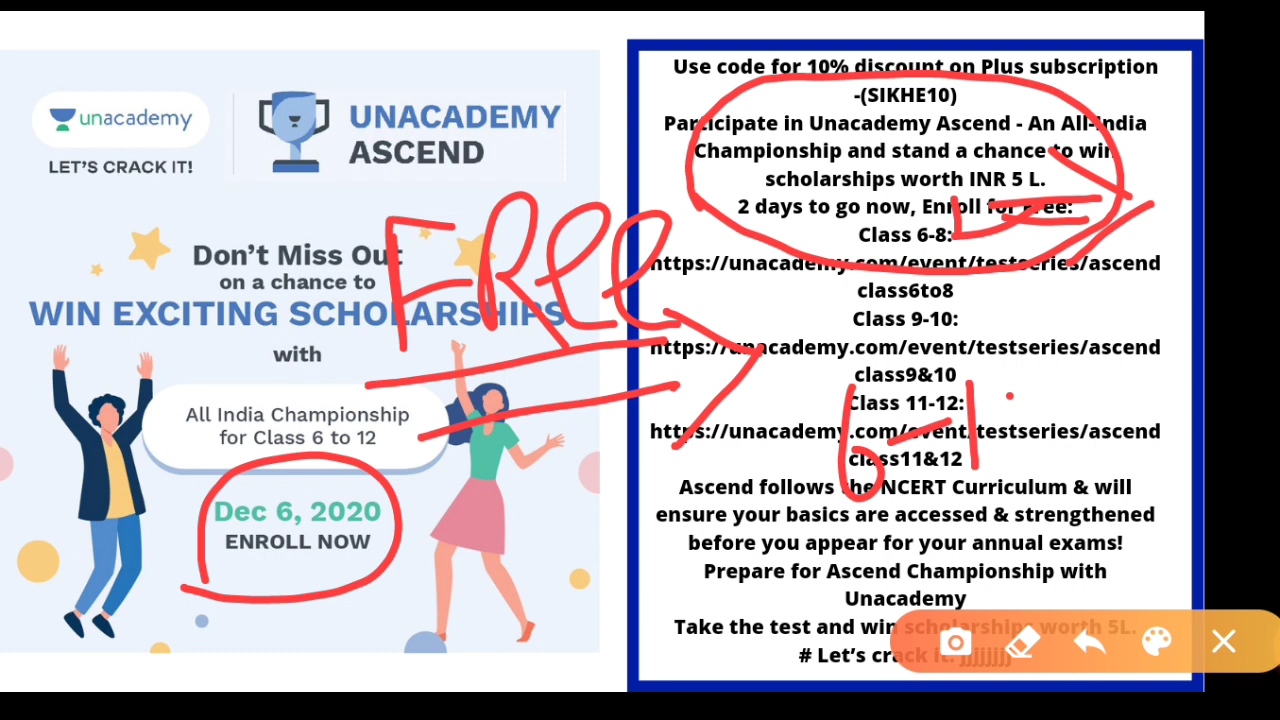 unacademy
LET'S CRACK IT!
UNACADEMY
ASCEND
Don't Miss Out
on a chance to
WIN EXCITING SCHOLARSHIPS
with
All India Championship
for Class 6 to 12
Dec 6, 2020
ENROLL NOW
FREE
Use code for 10% discount on Plus subscription
-(SIKHE10)
Participate in Unacademy Ascend - An All-India
Championship and stand a chance to win
scholarships worth INR 5 L.
2 days to go now, Enroll for Free:
Class 6-8:
https://unacademy.com/event/testseries/ascend
class6to8
Class 9-10:
https://unacademy.com/event/testseries/ascend
class9&10
Class 11-12:
https://unacademy.com/event/testseries/ascend
class11&12
6-1
Ascend follows the NCERT Curriculum & will
ensure your basics are accessed & strengthened
before you appear for your annual exams!
Prepare for Ascend Championship with
Unacademy
Take the test and win scholarships worth 5L.
# Let's crack it. jjjjjjjj